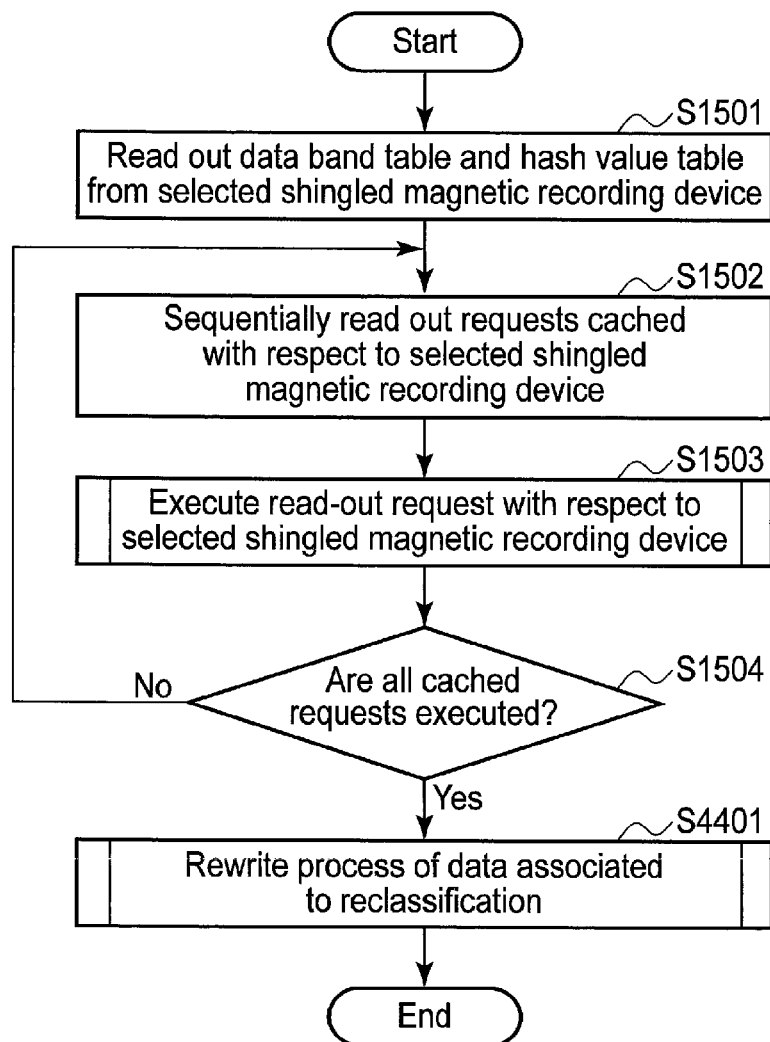 Start
S1501
Read out data band table and hash value table
from selected shingled magnetic recording device
S1502
Sequentially read out requests cached
with respect to selected shingled
magnetic recording device
S1503
Execute read-out request with respect to
selected shingled magnetic recording device
S1504
Are all cached
requests executed?
No
Yes
S4401
Rewrite process of data associated
to reclassification
End